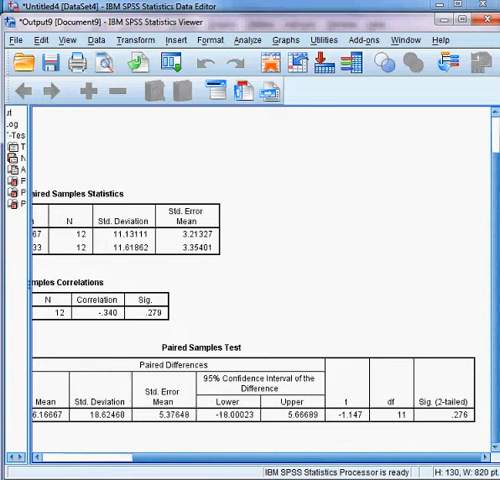 *Untitled4 [DataSet4] - IBM SPSS Statistics Data Editor
*Output9 [Document9] - IBM SPSS Statistics Viewer
File Edit View Data Transform Insert Format Analyze Graphs Utilities Add-ons Window Help
aired Samples Statistics
N Std. Deviation Std. Error Mean
67 12 11.13111 3.21327
33 12 11.61862 3.35401
mples Correlations
N Correlation Sig.
12 -.340 .279
Paired Samples Test
Paired Differences
95% Confidence Interval of the Difference
Mean Std. Deviation Std. Error Mean Lower Upper t df Sig. (2-tailed)
6.16667 18.62468 5.37648 -18.00023 5.66689 -1.147 11 .276
IBM SPSS Statistics Processor is ready H: 130, W: 820 pt.